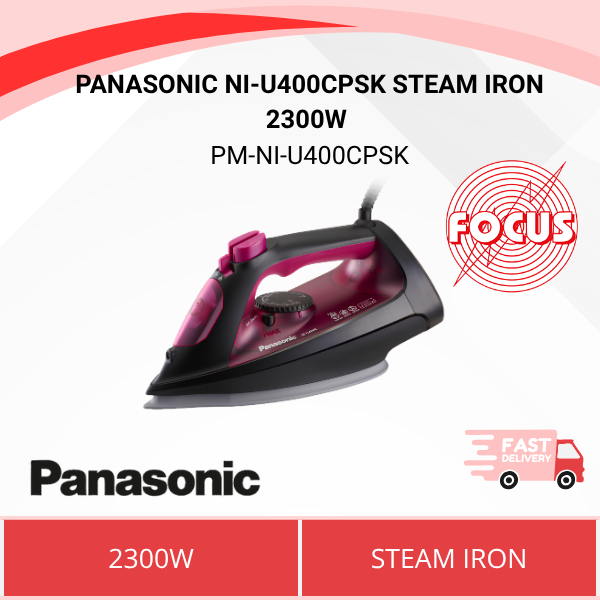 PANASONIC NI-U400CPSK STEAM IRON
2300W
PM-NI-U400CPSK
FOCUS
Panasonic
Panasonic
FAST
DELIVERY
2300W
STEAM IRON